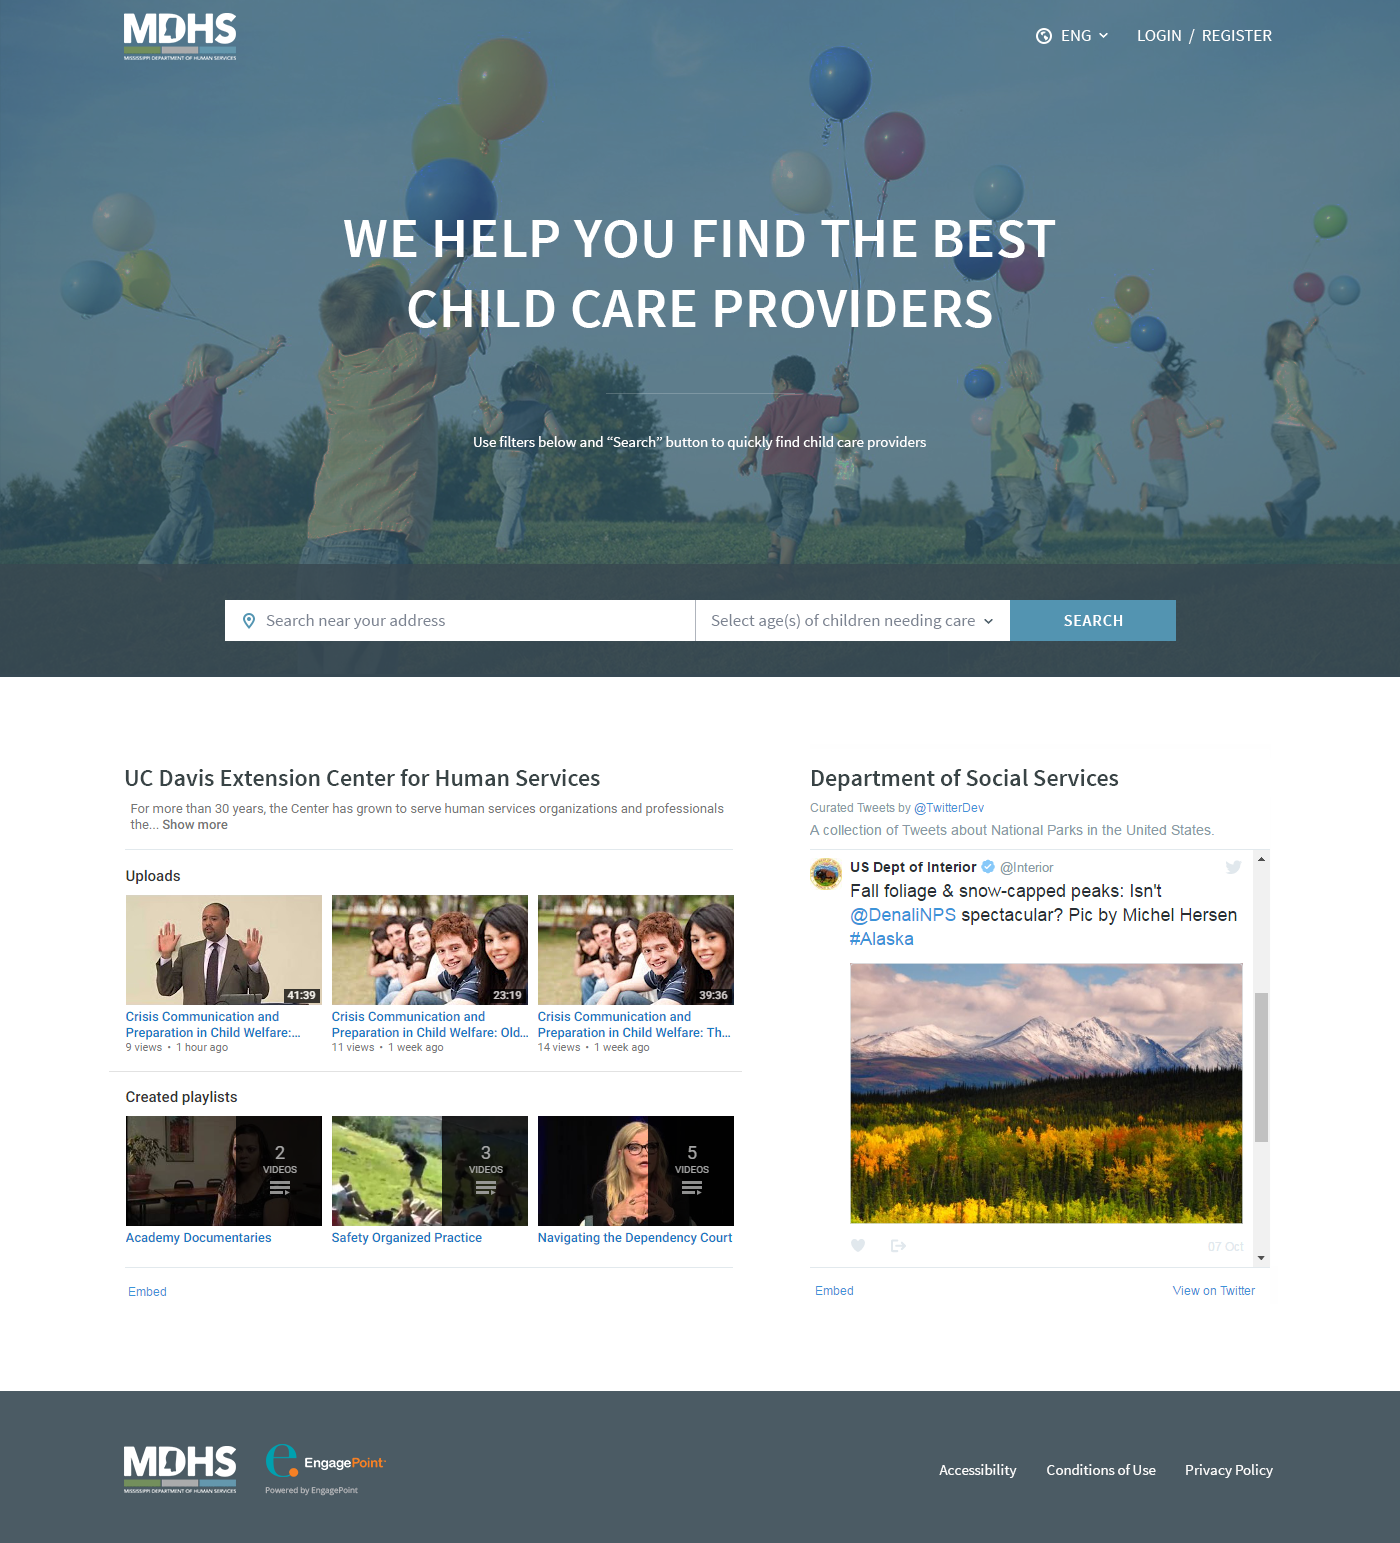 MDHS
MISSISSIPPI DEPARTMENT OF HUMAN SERVICES
ENG
LOGIN / REGISTER
WE HELP YOU FIND THE BEST
CHILD CARE PROVIDERS
Use filters below and “Search” button to quickly find child care providers
Search near your address
Select age(s) of children needing care
SEARCH
UC Davis Extension Center for Human Services
For more than 30 years, the Center has grown to serve human services organizations and professionals
the... Show more
Uploads
41:39
23:19
39:36
Crisis Communication and
Preparation in Child Welfare:...
9 views • 1 hour ago
Crisis Communication and
Preparation in Child Welfare: Old...
11 views • 1 week ago
Crisis Communication and
Preparation in Child Welfare: Th...
14 views • 1 week ago
Created playlists
2
VIDEOS
3
VIDEOS
5
VIDEOS
Academy Documentaries
Safety Organized Practice
Navigating the Dependency Court
Embed
Department of Social Services
Curated Tweets by @TwitterDev
A collection of Tweets about National Parks in the United States.
US Dept of Interior @Interior
Fall foliage & snow-capped peaks: Isn't
@DenaliNPS spectacular? Pic by Michel Hersen
#Alaska
07 Oct
Embed
View on Twitter
MDHS
MISSISSIPPI DEPARTMENT OF HUMAN SERVICES
e EngagePoint
Powered by EngagePoint
Accessibility
Conditions of Use
Privacy Policy